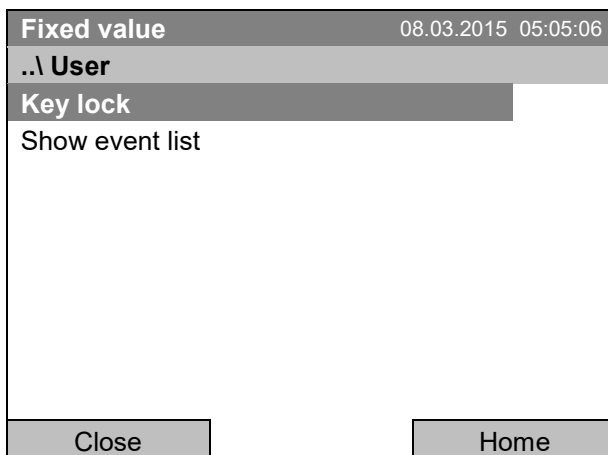 Fixed value 08.03.2015 05:05:06
..\ User
Key lock
Show event list
Close Home